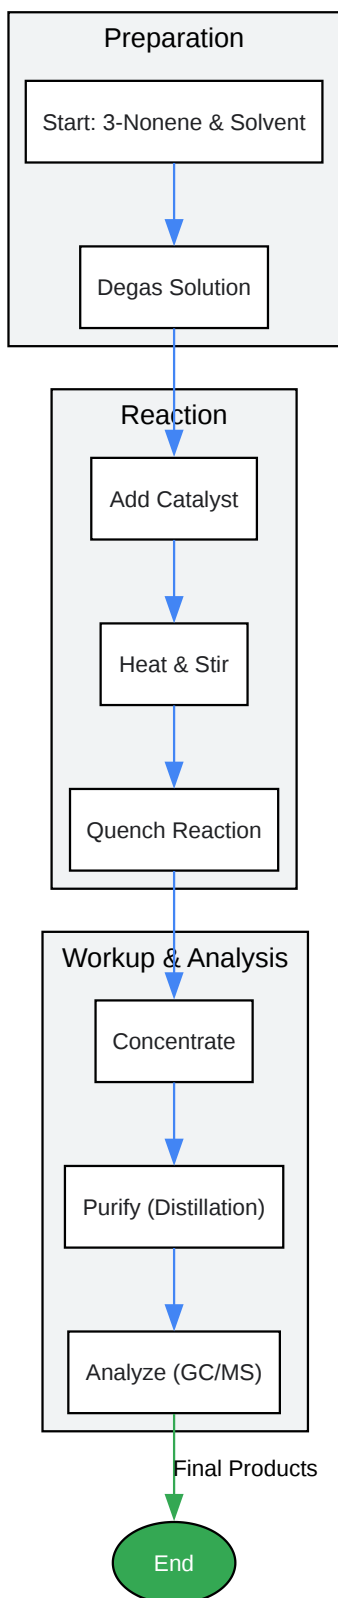 Preparation
Start: 3-Nonene & Solvent
Degas Solution
Reaction
Add Catalyst
Heat & Stir
Quench Reaction
Workup & Analysis
Concentrate
Purify (Distillation)
Analyze (GC/MS)
Final Products
End